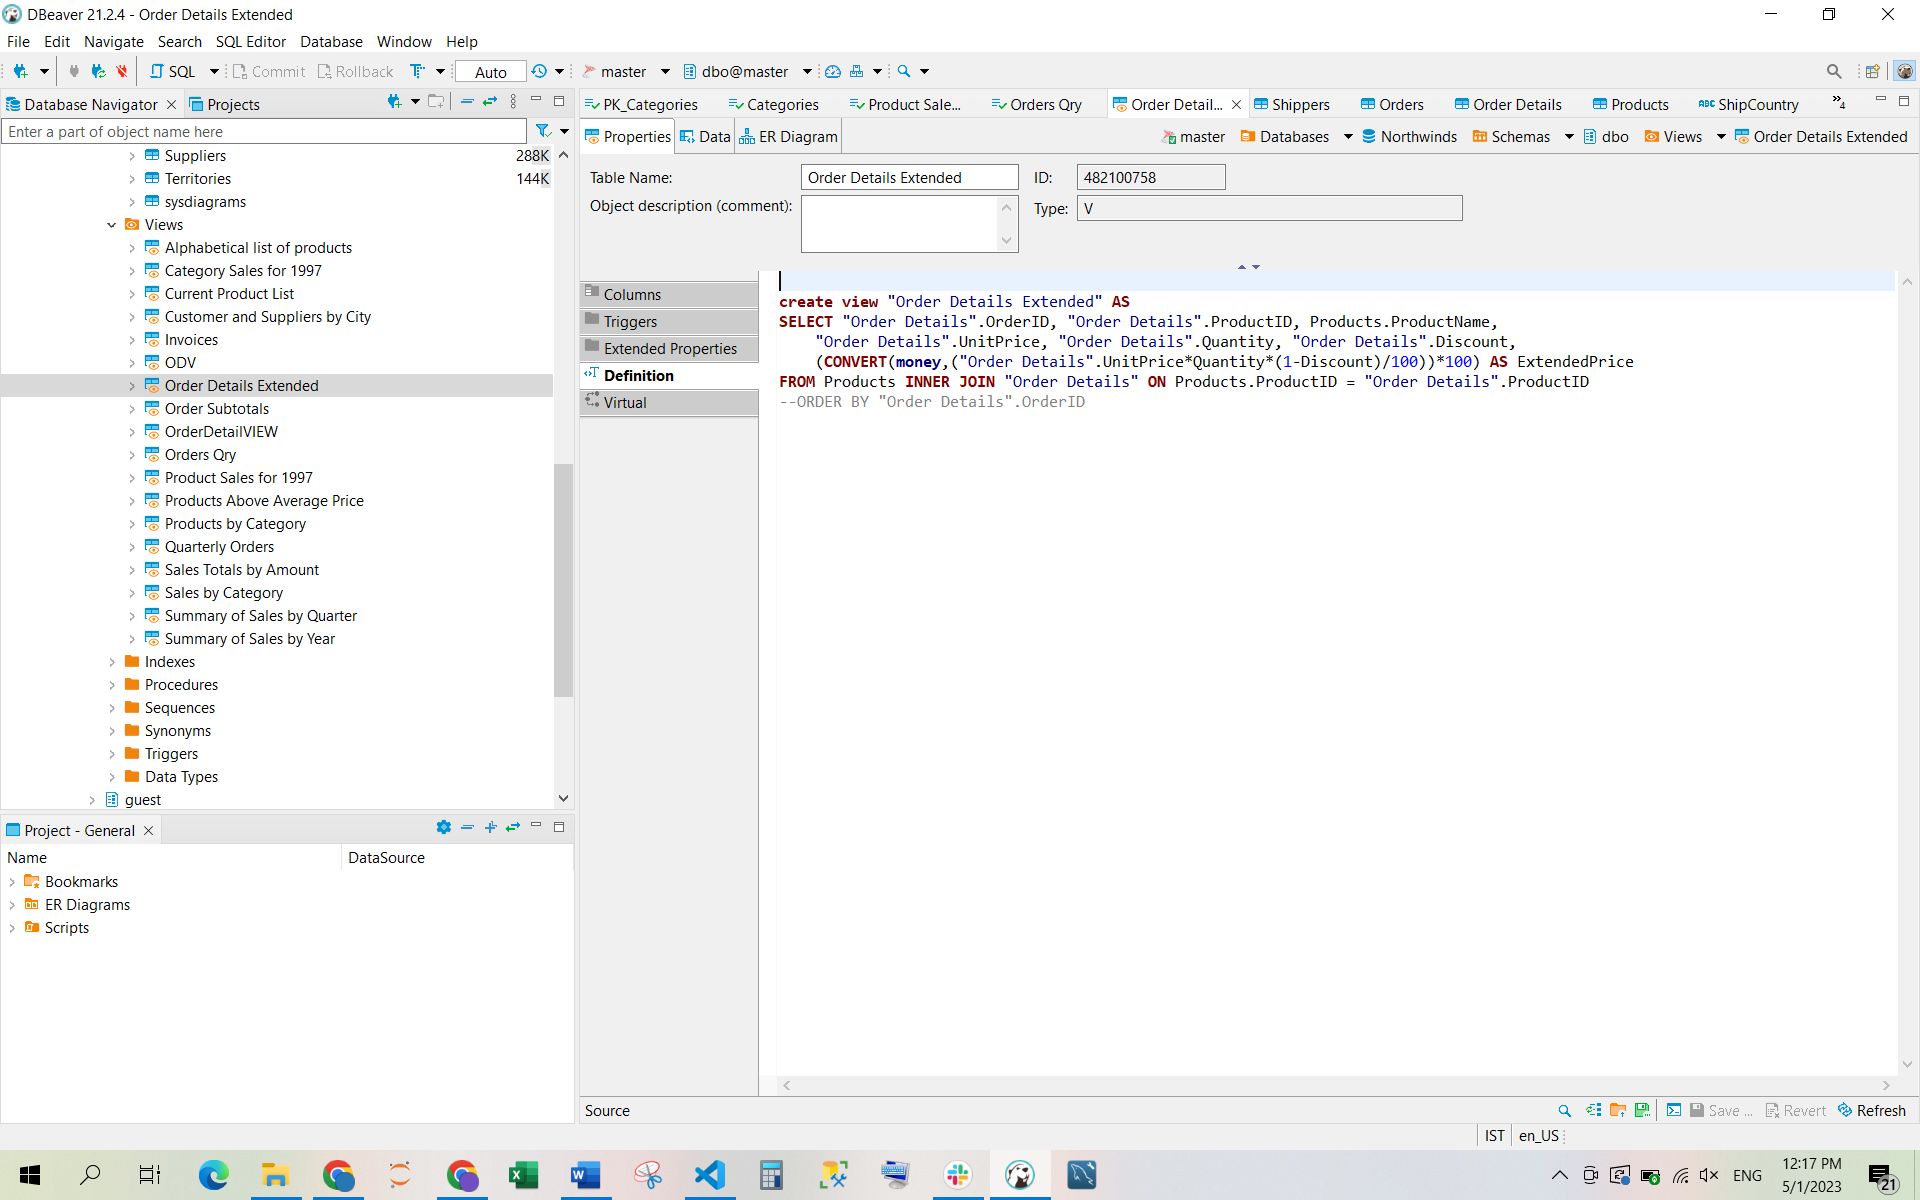 DBeaver 21.2.4 - Order Details Extended
File Edit Navigate Search SQL Editor Database Window Help
SQL Commit Rollback Auto master dbo@master
Database Navigator Projects
Enter a part of object name here
Suppliers 288K
Territories 144K
sysdiagrams
Views
Alphabetical list of products
Category Sales for 1997
Current Product List
Customer and Suppliers by City
Invoices
ODV
Order Details Extended
Order Subtotals
OrderDetailVIEW
Orders Qry
Product Sales for 1997
Products Above Average Price
Products by Category
Quarterly Orders
Sales Totals by Amount
Sales by Category
Summary of Sales by Quarter
Summary of Sales by Year
Indexes
Procedures
Sequences
Synonyms
Triggers
Data Types
guest
Project - General
Name DataSource
Bookmarks
ER Diagrams
Scripts
PK_Categories Categories Product Sale... Orders Qry Order Detail... Shippers Orders Order Details Products ABC ShipCountry »4
Properties Data ER Diagram master Databases Northwinds Schemas dbo Views Order Details Extended
Table Name: Order Details Extended ID: 482100758
Object description (comment): Type: V
Columns
Triggers
Extended Properties
Definition
Virtual
create view "Order Details Extended" AS
SELECT "Order Details".OrderID, "Order Details".ProductID, Products.ProductName,
"Order Details".UnitPrice, "Order Details".Quantity, "Order Details".Discount,
(CONVERT(money,("Order Details".UnitPrice*Quantity*(1-Discount)/100))*100) AS ExtendedPrice
FROM Products INNER JOIN "Order Details" ON Products.ProductID = "Order Details".ProductID
--ORDER BY "Order Details".OrderID
Source Save ... Revert Refresh
IST en_US
ENG 12:17 PM
5/1/2023 21